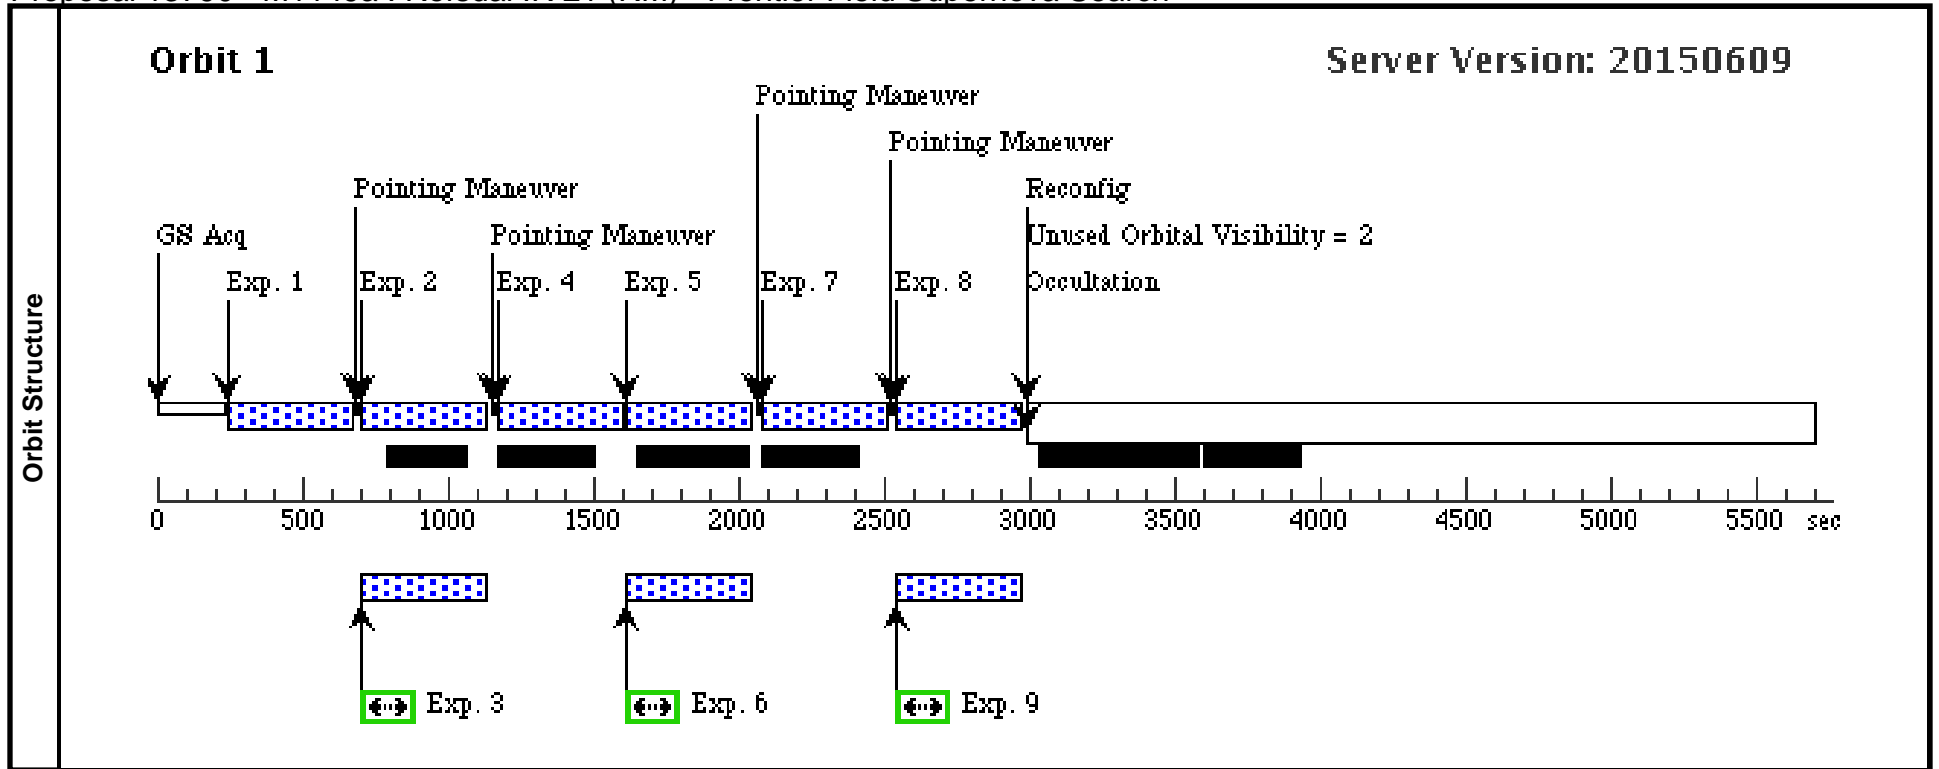 Orbit 1
Server Version: 20150609
Pointing Maneuver
Pointing Maneuver
Pointing Maneuver
Reconfig
GS Acq
Pointing Maneuver
Unused Orbital Visibility = 2
Exp. 1
Exp. 2
Exp. 4
Exp. 5
Exp. 7
Exp. 8
Occultation
Orbit Structure
0
500
1000
1500
2000
2500
3000
3500
4000
4500
5000
5500
sec
Exp. 3
Exp. 6
Exp. 9